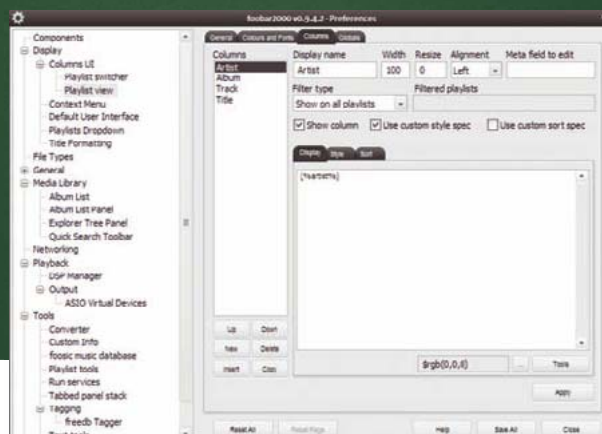 foobar2000 v0.9.4.2 - Preferences
Components
Display
Columns UI
Playlist switcher
Playlist view
Context Menu
Default User Interface
Playlists Dropdown
Title Formatting
File Types
General
Media Library
Album List
Album List Panel
Explorer Tree Panel
Quick Search Toolbar
Networking
Playback
DSP Manager
Output
ASIO Virtual Devices
Tools
Converter
Custom Info
foosic music database
Playlist tools
Run services
Tabbed panel stack
Tagging
freedb Tagger
General Colours and Fonts Columns Globals
Columns
Artist
Album
Track
Title
Up Down
New Delete
Insert Copy
Display name Width Resize Alignment Meta field to edit
Artist 100 0 Left
Filter type Filtered playlists
Show on all playlists
Show column Use custom style spec Use custom sort spec
Display Style Sort
[%artist%]
$rgb(0,0,0) ... Tools
Apply
Reset All Reset Page Help Save All Close